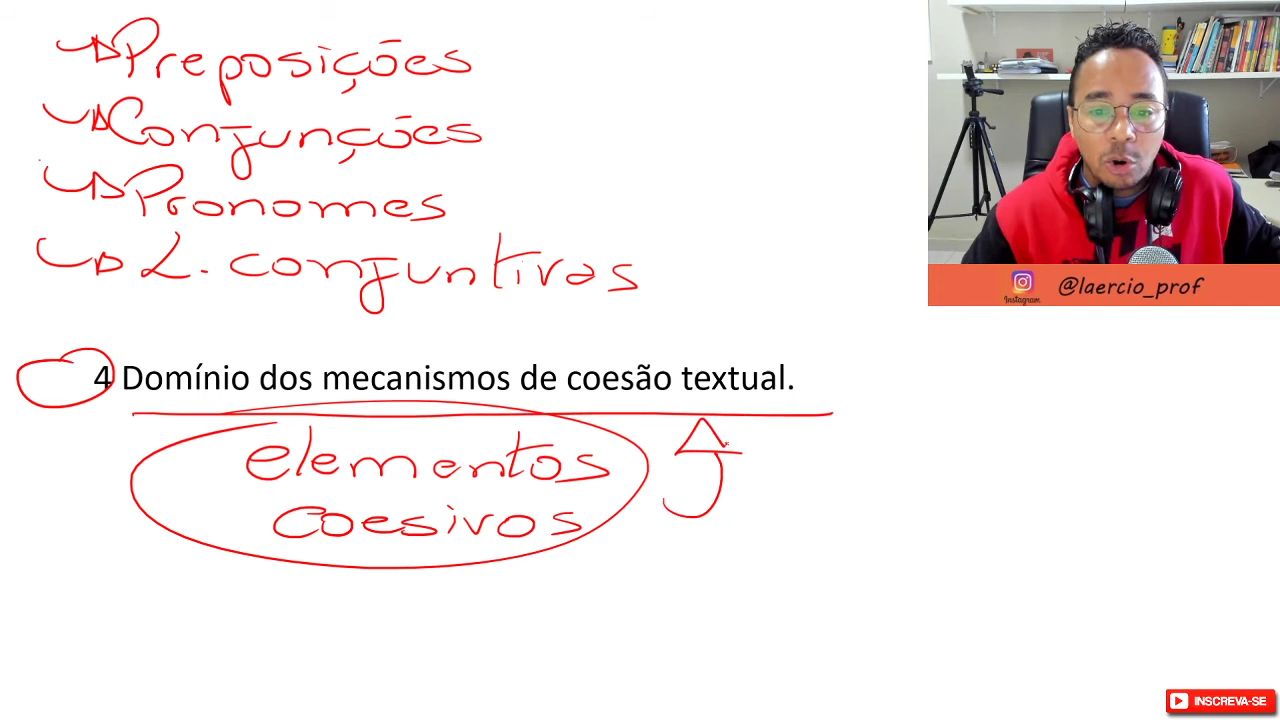 Preposições
Conjunções
Pronomes
L. conjuntivas
4 Domínio dos mecanismos de coesão textual.
elementos
coesivos
Instagram
@laercio_prof
INSCREVA-SE